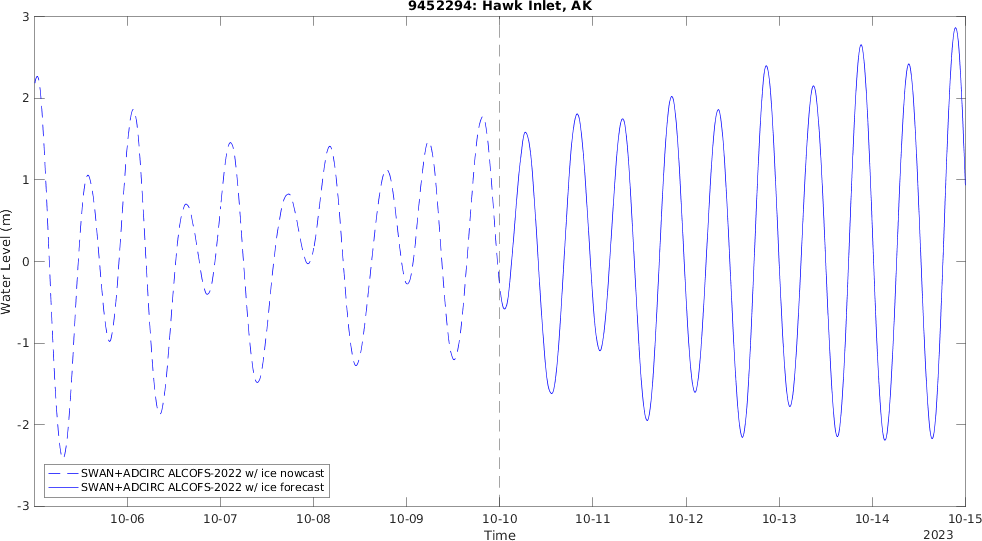 9452294: Hawk Inlet, AK
3
2
1
0
-1
-2
-3
Water Level (m)
SWAN+ADCIRC ALCOFS-2022 w/ ice nowcast
SWAN+ADCIRC ALCOFS-2022 w/ ice forecast
10-06 10-07 10-08 10-09 10-10 10-11 10-12 10-13 10-14 10-15
Time
2023